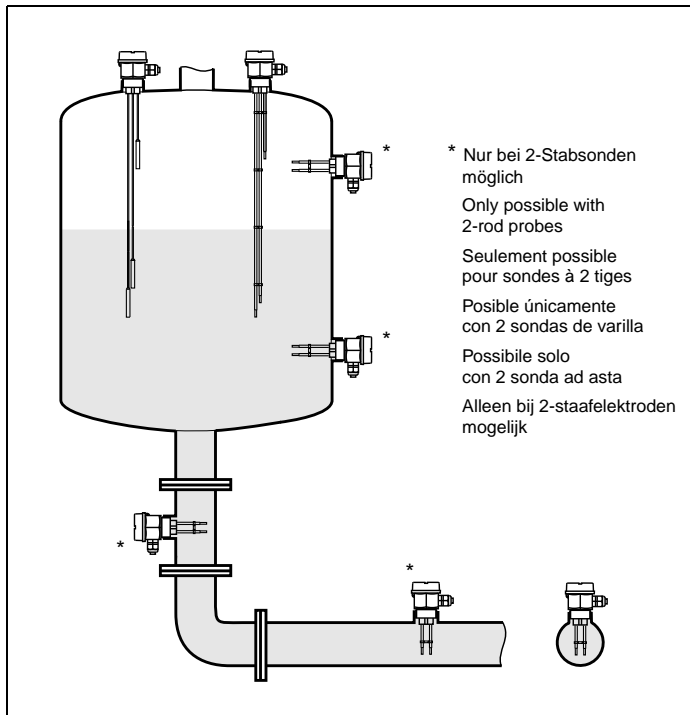 *
* Nur bei 2-Stabsonden
möglich
Only possible with
2-rod probes
Seulement possible
pour sondes à 2 tiges
Posible únicamente
con 2 sondas de varilla
*
Possibile solo
con 2 sonda ad asta
Alleen bij 2-staafelektroden
mogelijk
*
*